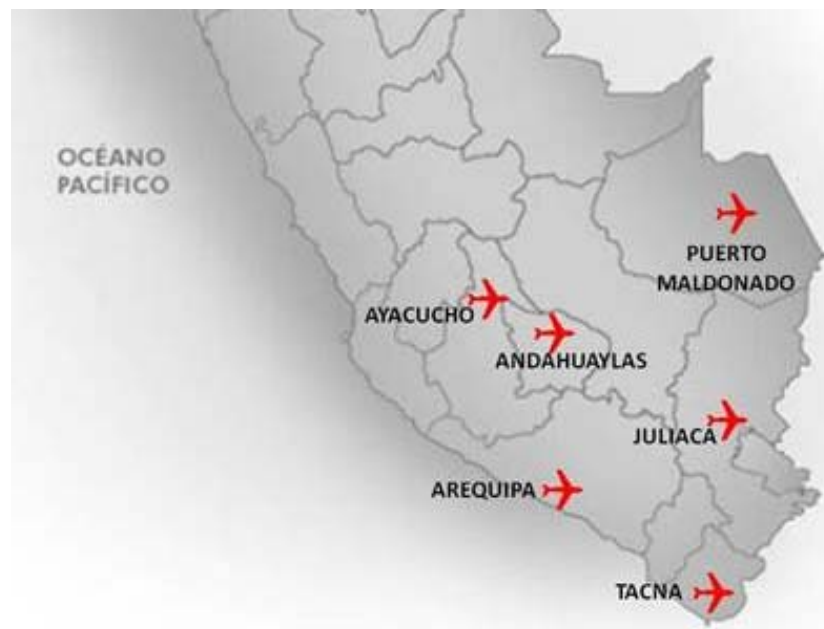 OCÉANO
PACÍFICO
PUERTO
MALDONADO
AYACUCHO
ANDAHUAYLAS
JULIACA
AREQUIPA
TACNA